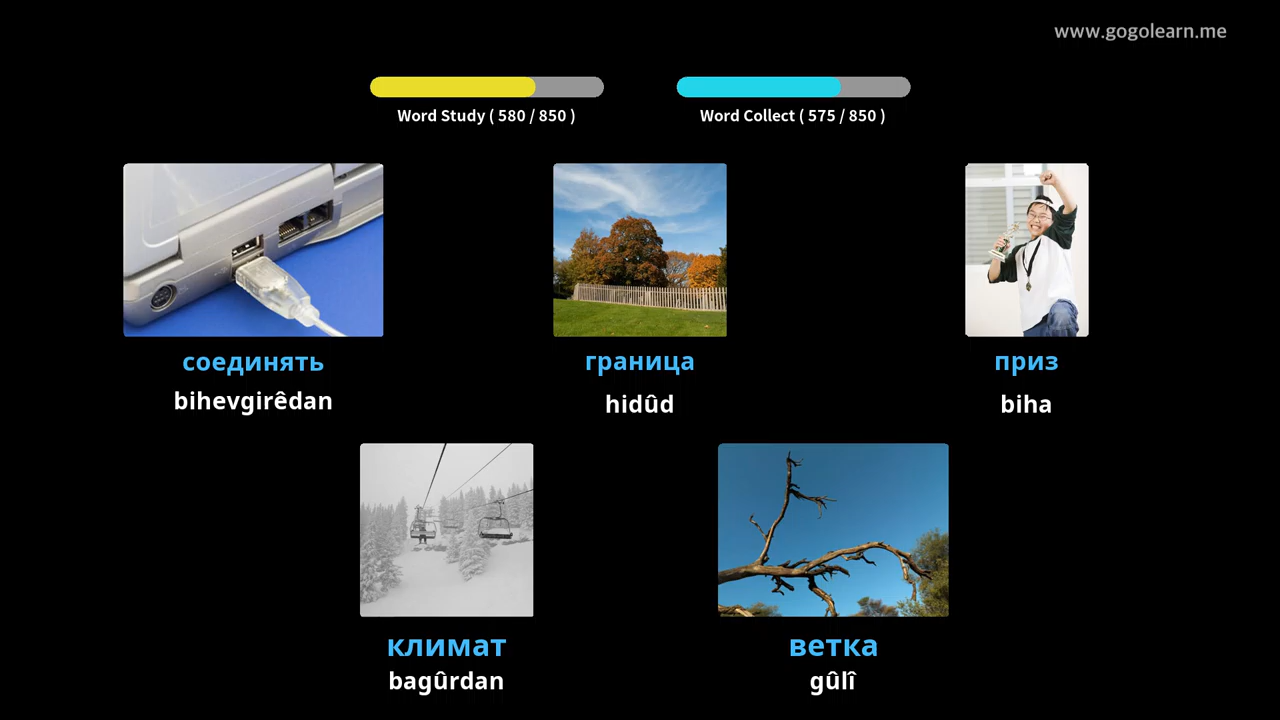 www.gogolearn.me
Word Study ( 580 / 850 )
Word Collect ( 575 / 850 )
соединять
bihevgirêdan
граница
hidûd
приз
biha
климат
bagûrdan
ветка
gûlî